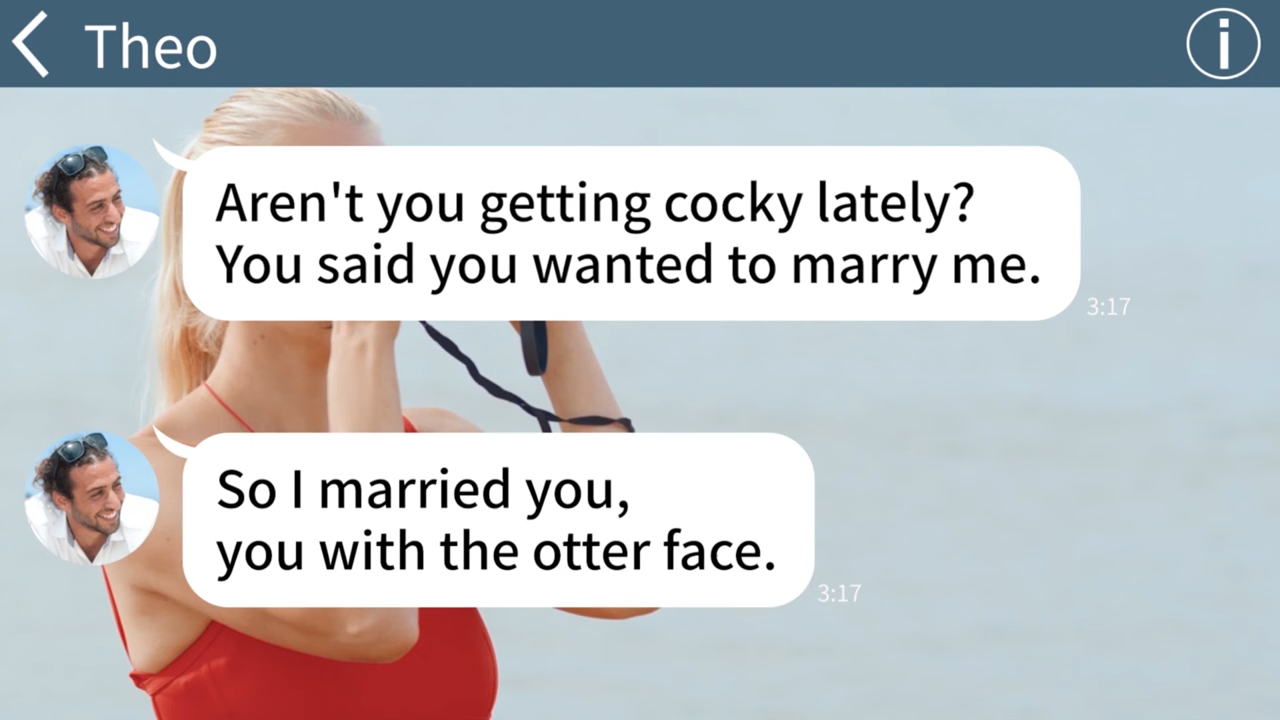 Theo
Aren't you getting cocky lately?
You said you wanted to marry me.
3:17
So I married you,
you with the otter face.
3:17